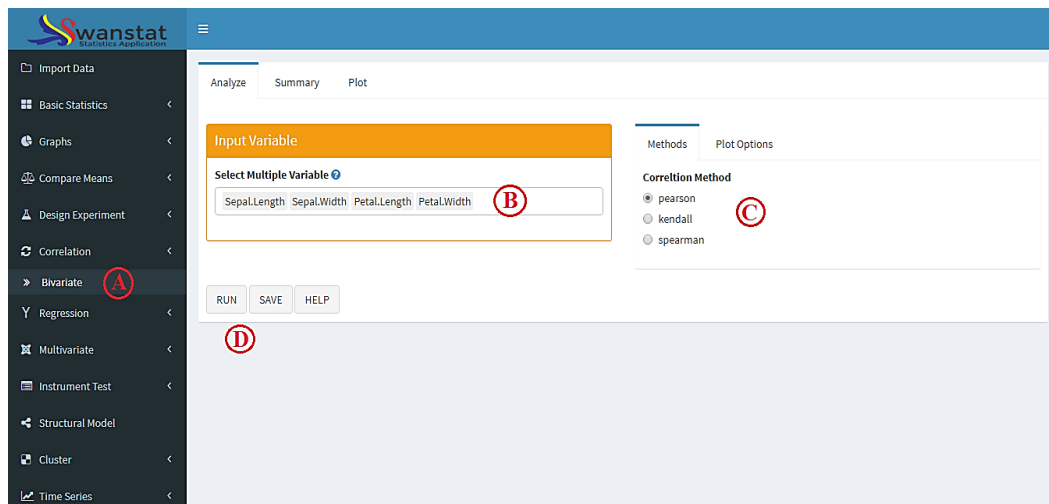 Swanstat
Statistics Application
Import Data
Basic Statistics
Graphs
Compare Means
Design Experiment
Correlation
Bivariate
A
Regression
Multivariate
Instrument Test
Structural Model
Cluster
Time Series
Analyze Summary Plot
Input Variable
Select Multiple Variable ?
Sepal.Length Sepal.Width Petal.Length Petal.Width
B
RUN SAVE HELP
D
Methods Plot Options
Correltion Method
pearson
kendall
spearman
C